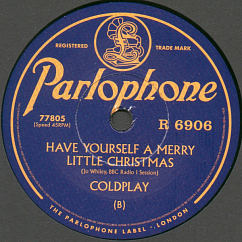 REGISTERED TRADE MARK
Parlophone
77805
(Speed 45RPM)
R 6906
HAVE YOURSELF A MERRY
LITTLE CHRISTMAS
(Jo Whiley, BBC Radio 1 Session)
COLDPLAY
(B)
THE PARLOPHONE LABEL · LONDON